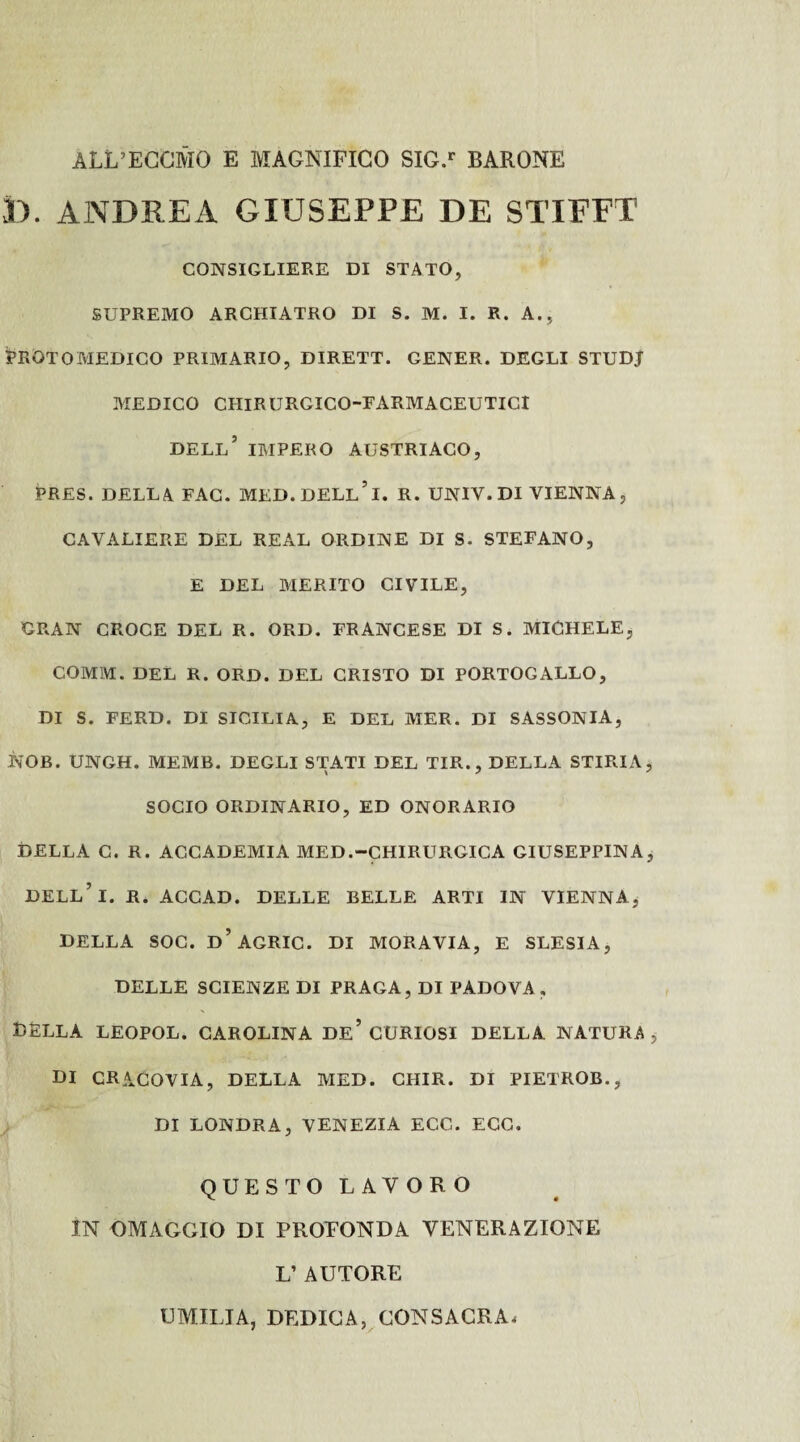 ALL'ECCM̃O E MAGNIFICO SIG.r BARONE
D. ANDREA GIUSEPPE DE STIFFT
CONSIGLIERE DI STATO,
SUPREMO ARCHIATRO DI S. M. I. R. A.,
PROTOMEDICO PRIMARIO, DIRETT. GENER. DEGLI STUDJ
MEDICO CHIRURGICO-FARMACEUTICI
DELL' IMPERO AUSTRIACO,
PRES. DELLA FAC. MED. DELL'I. R. UNIV. DI VIENNA,
CAVALIERE DEL REAL ORDINE DI S. STEFANO,
E DEL MERITO CIVILE,
GRAN CROCE DEL R. ORD. FRANCESE DI S. MICHELE,
COMM. DEL R. ORD. DEL CRISTO DI PORTOGALLO,
DI S. FERD. DI SICILIA, E DEL MER. DI SASSONIA,
NOB. UNGH. MEMB. DEGLI STATI DEL TIR., DELLA STIRIA,
SOCIO ORDINARIO, ED ONORARIO
DELLA C. R. ACCADEMIA MED.-CHIRURGICA GIUSEPPINA,
DELL'I. R. ACCAD. DELLE BELLE ARTI IN VIENNA,
DELLA SOC. D'AGRIC. DI MORAVIA, E SLESIA,
DELLE SCIENZE DI PRAGA, DI PADOVA,
DELLA LEOPOL. CAROLINA DE' CURIOSI DELLA NATURA,
DI CRACOVIA, DELLA MED. CHIR. DI PIETROB.,
DI LONDRA, VENEZIA ECC. ECC.
QUESTO LAVORO
IN OMAGGIO DI PROFONDA VENERAZIONE
L' AUTORE
UMILIA, DEDICA, CONSACRA.